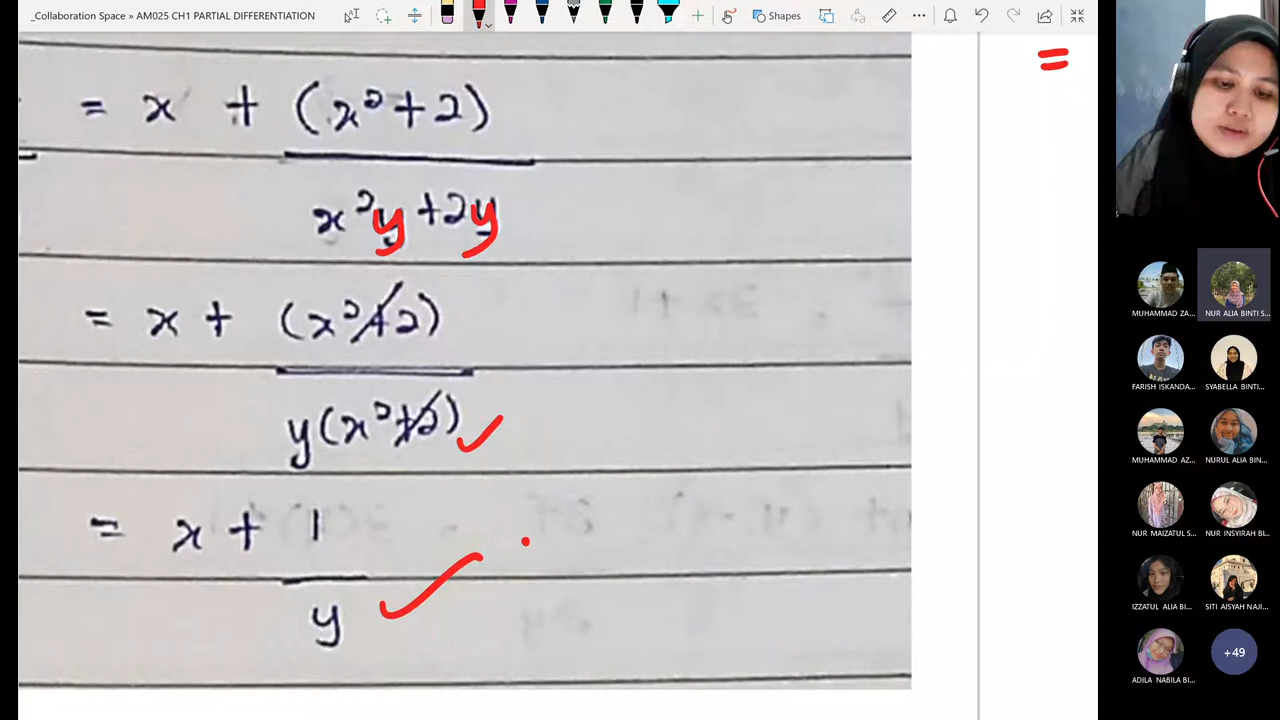 _Collaboration Space » AM025 CH1 PARTIAL DIFFERENTIATION
Shapes
=
= x + (x²+2)
x²y+2y
= x + (x²+2)
y(x²+2)
= x + 1
y
MUHAMMAD ZA...
NUR ALIA BINTI S...
FARISH ISKANDA...
SYABELLA BINTI...
MUHAMMAD AZ...
NURUL ALIA BIN...
NUR MAIZATUL S...
NUR INSYIRAH BI...
IZZATUL ALIA BI...
SITI AISYAH NAJI...
ADILA NABILA BI...
+49